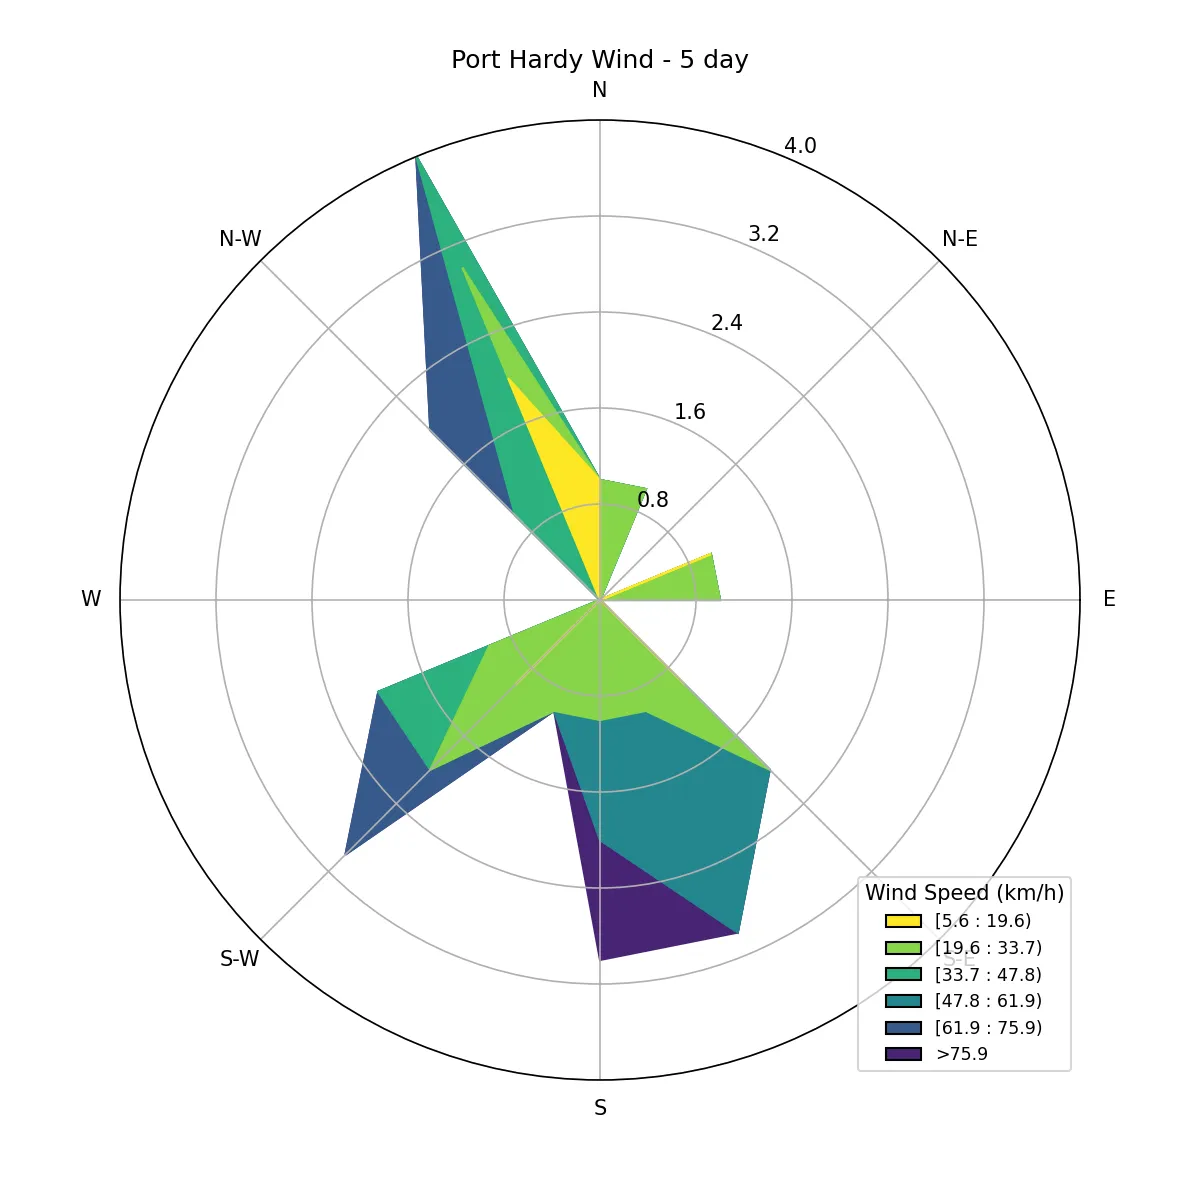 Port Hardy Wind - 5 day
N
4.0
N-W
3.2
N-E
2.4
1.6
0.8
W
E
S-W
S-E
Wind Speed (km/h)
[5.6 : 19.6)
[19.6 : 33.7)
[33.7 : 47.8)
[47.8 : 61.9)
[61.9 : 75.9)
>75.9
S